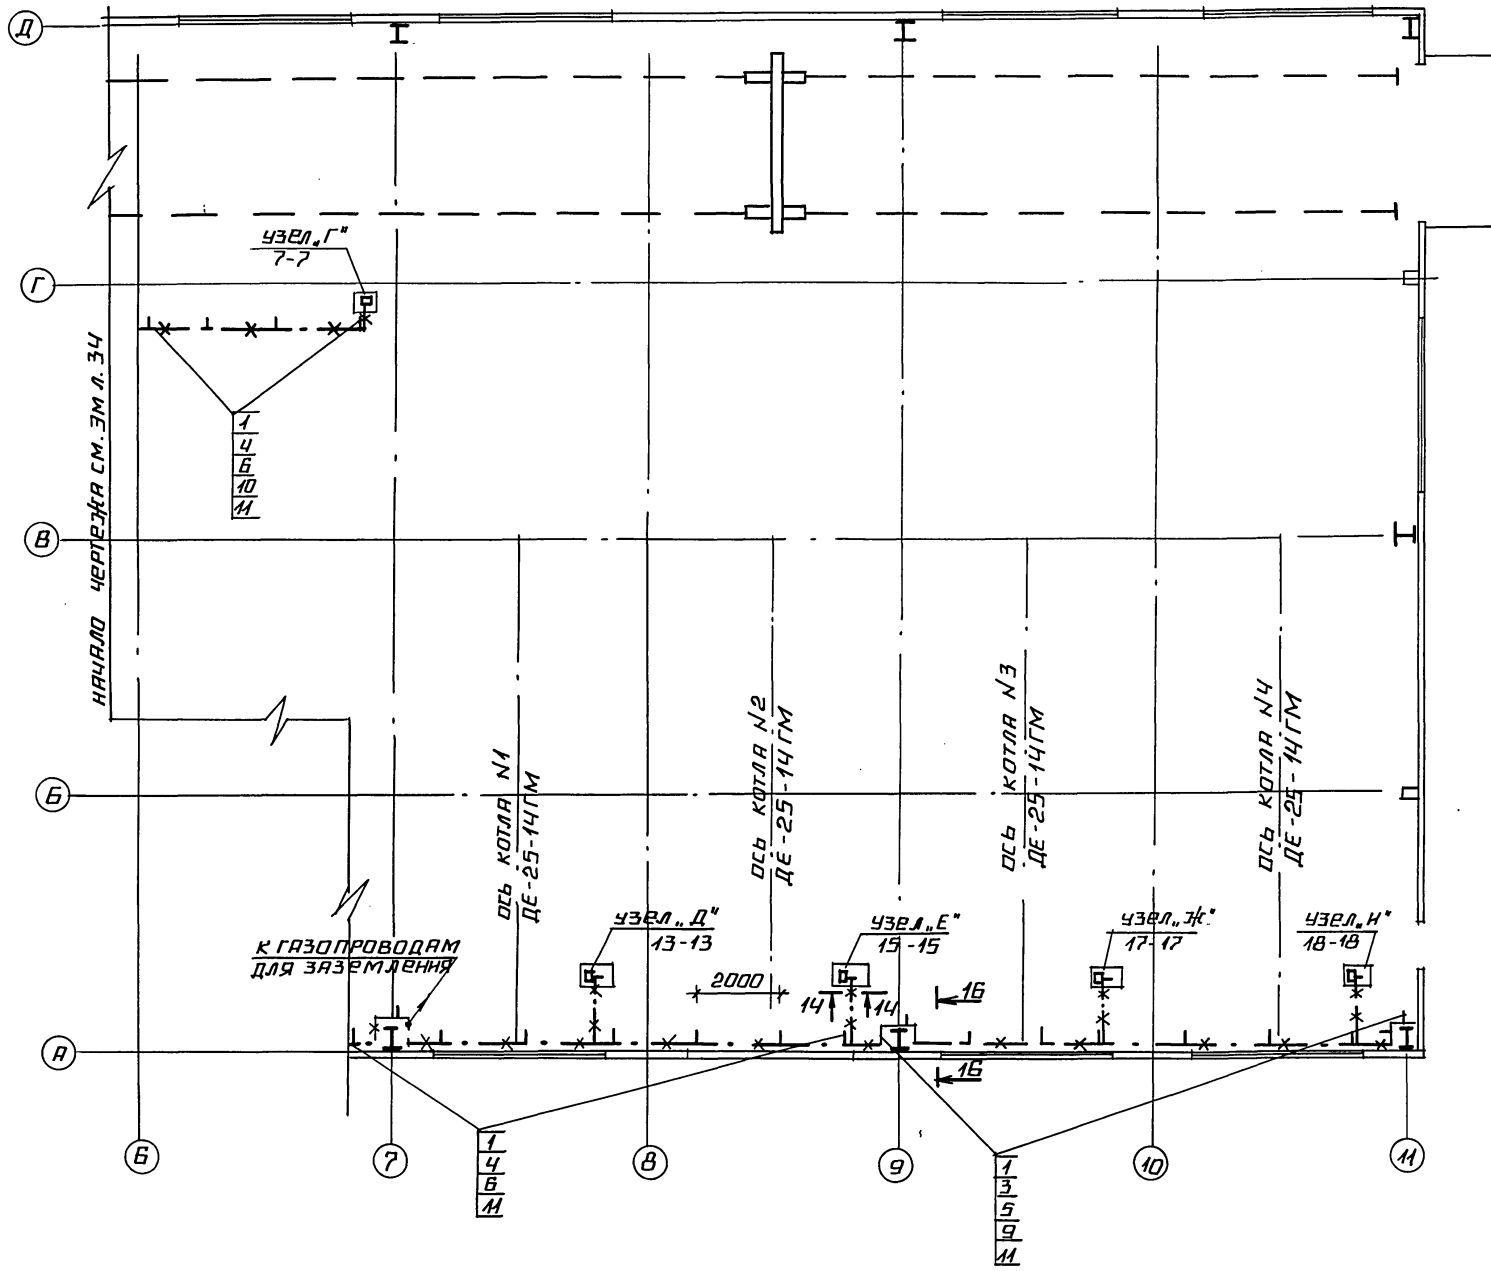 Д
УЗЕЛ „Г"
7-7
Г
1
4
6
10
11
НАЧАЛО ЧЕРТЕЖА СМ. ЭМ Л. 34
В
Б
ОСЬ КОТЛА N1
ДЕ-25-14ГМ
ОСЬ КОТЛА N2
ДЕ-25-14ГМ
ОСЬ КОТЛА N3
ДЕ-25-14ГМ
ОСЬ КОТЛА N4
ДЕ-25-14ГМ
К ГАЗОПРОВОДАМ
ДЛЯ ЗАЗЕМЛЕНИЯ
УЗЕЛ „Д"
13-13
2000
УЗЕЛ „Е"
15-15
14 14
16
УЗЕЛ „Ж"
17-17
УЗЕЛ „И"
18-18
А
16
1
4
6
11
1
3
5
9
11
6
7
8
9
10
11